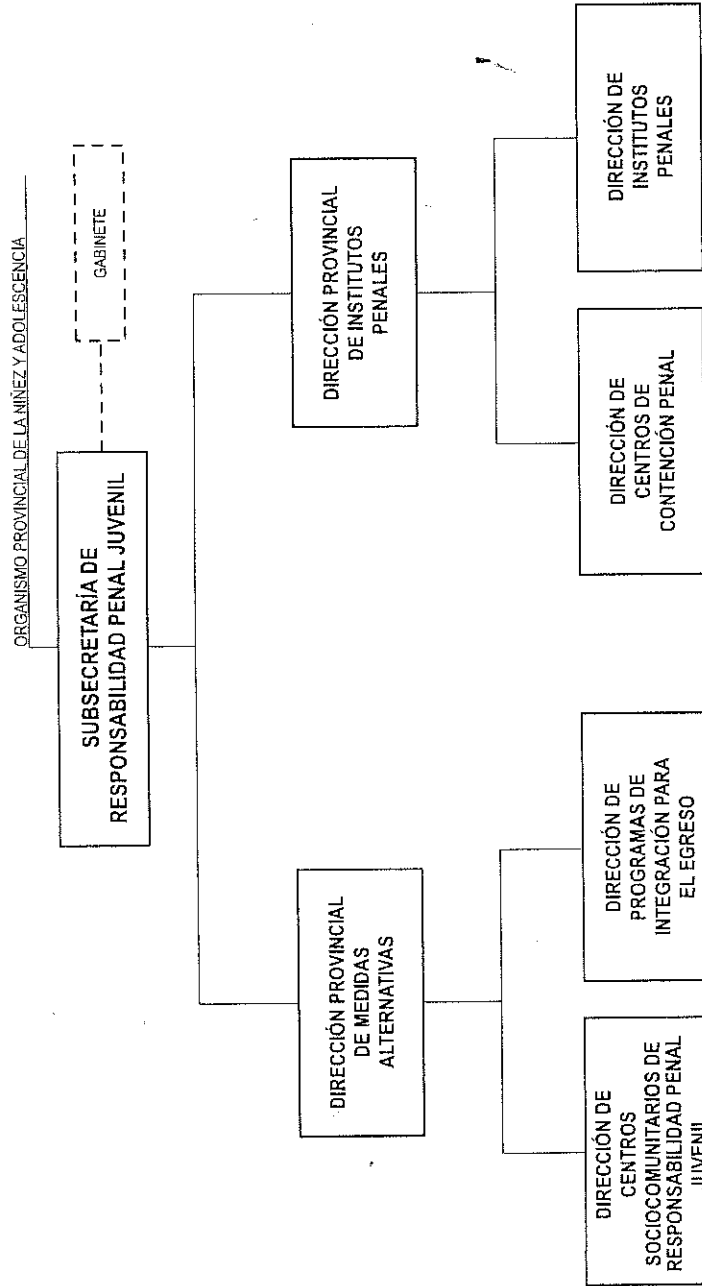 ORGANISMO PROVINCIAL DE LA NIÑEZ Y ADOLESCENCIA
SUBSECRETARÍA DE
RESPONSABILIDAD PENAL JUVENIL
GABINETE
DIRECCIÓN PROVINCIAL
DE MEDIDAS
ALTERNATIVAS
DIRECCIÓN PROVINCIAL
DE INSTITUTOS
PENALES
DIRECCIÓN DE
CENTROS
SOCIOCOMUNITARIOS DE
RESPONSABILIDAD PENAL
JUVENIL
DIRECCIÓN DE
PROGRAMAS DE
INTEGRACIÓN PARA
EL EGRESO
DIRECCIÓN DE
CENTROS DE
CONTENCIÓN PENAL
DIRECCIÓN DE
INSTITUTOS
PENALES